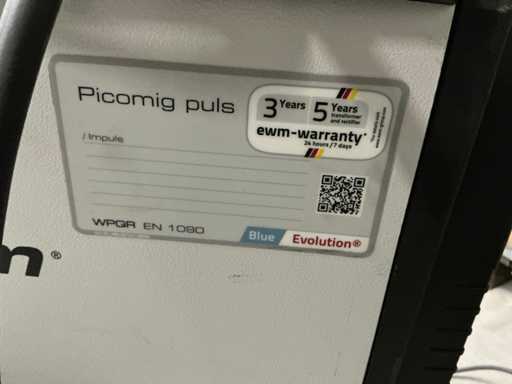 Picomig puls
/ Impuls
3 Years 5 Years
transformer
and rectifier
ewm-warranty*
24 hours / 7 days
WPQR EN 1090
Blue Evolution®
m®